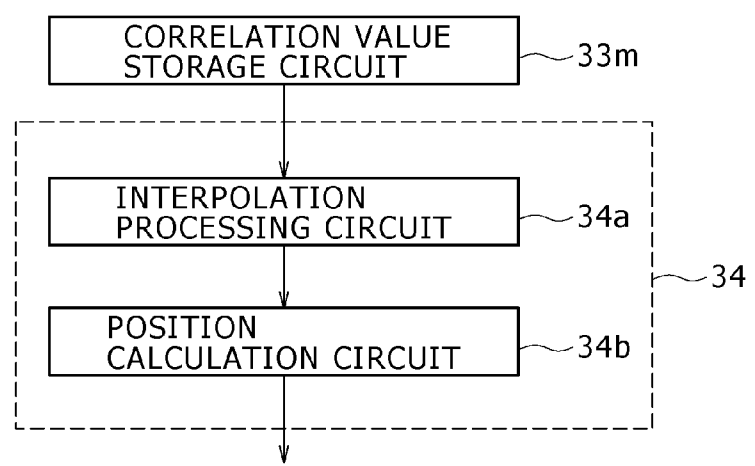 CORRELATION VALUE
STORAGE CIRCUIT
33m
INTERPOLATION
PROCESSING CIRCUIT
34a
34
POSITION
CALCULATION CIRCUIT
34b